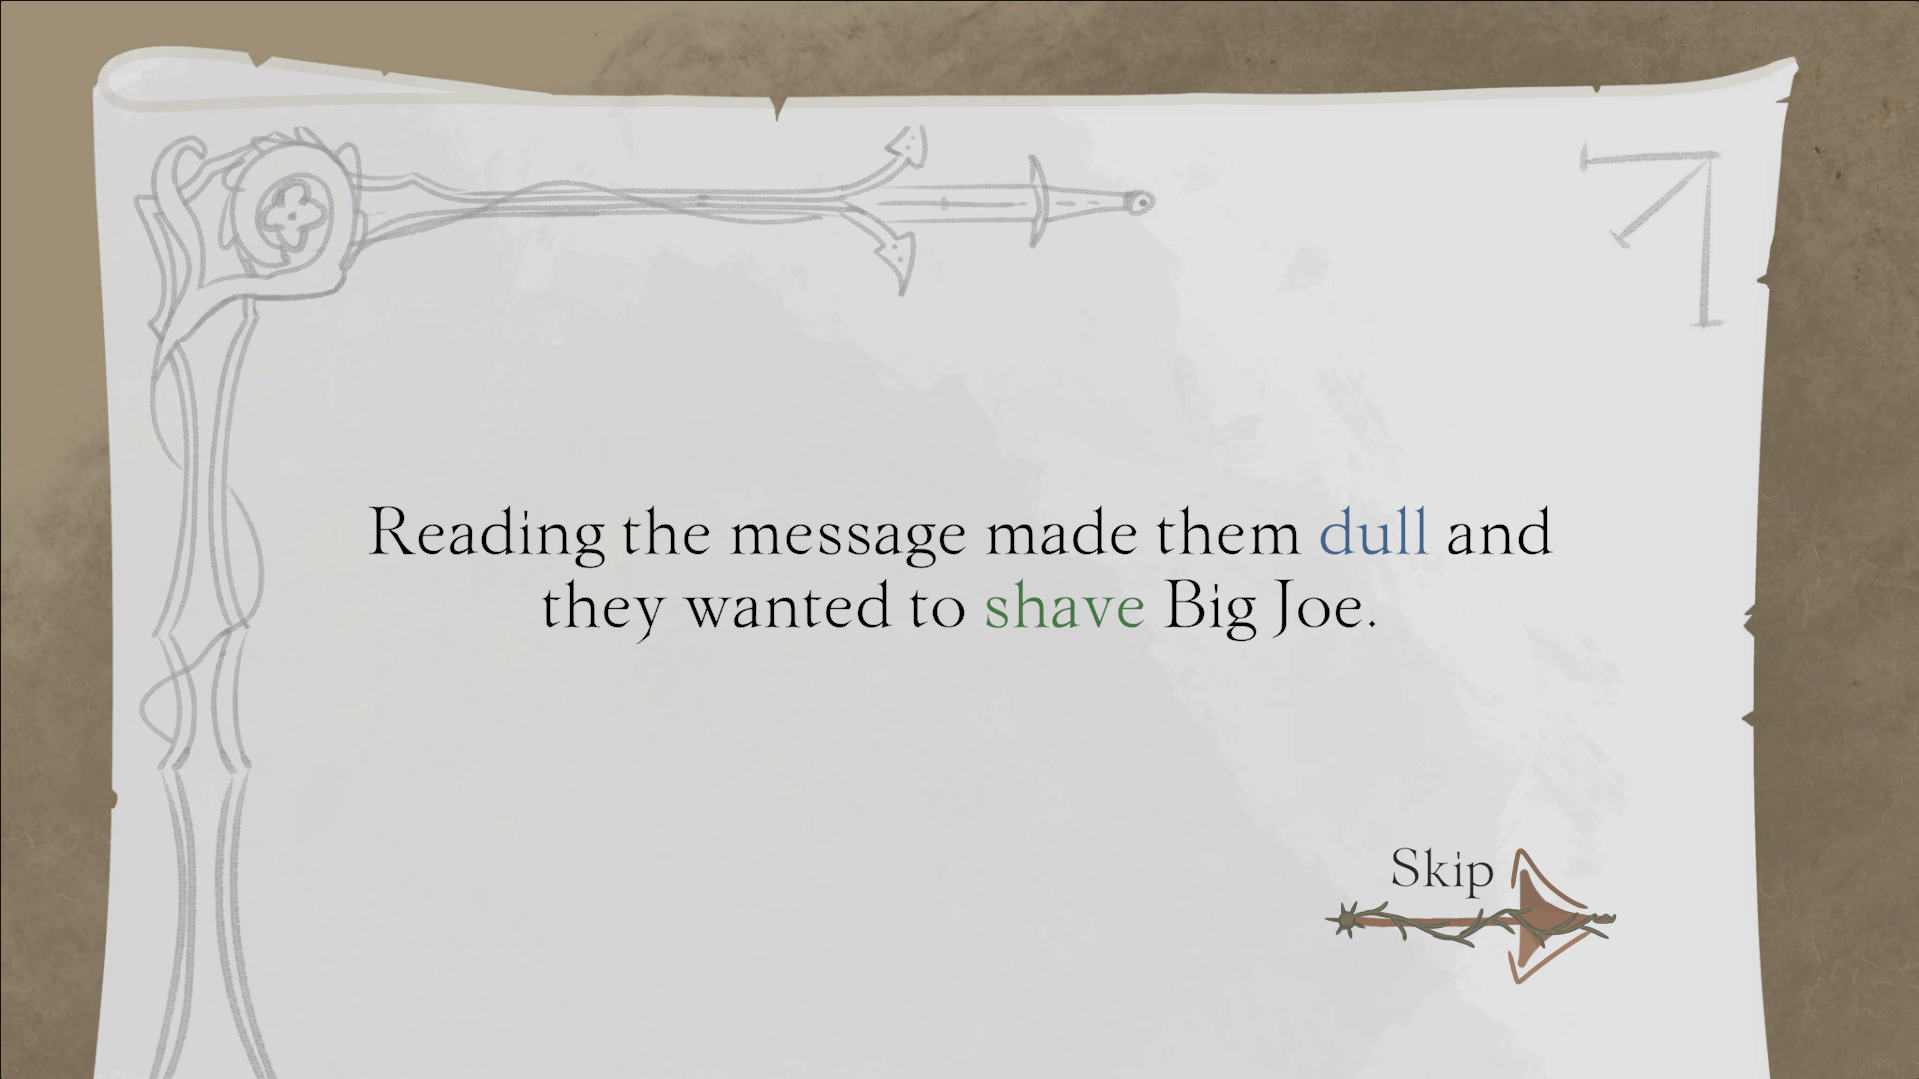 Reading the message made them dull and
they wanted to shave Big Joe.
Skip